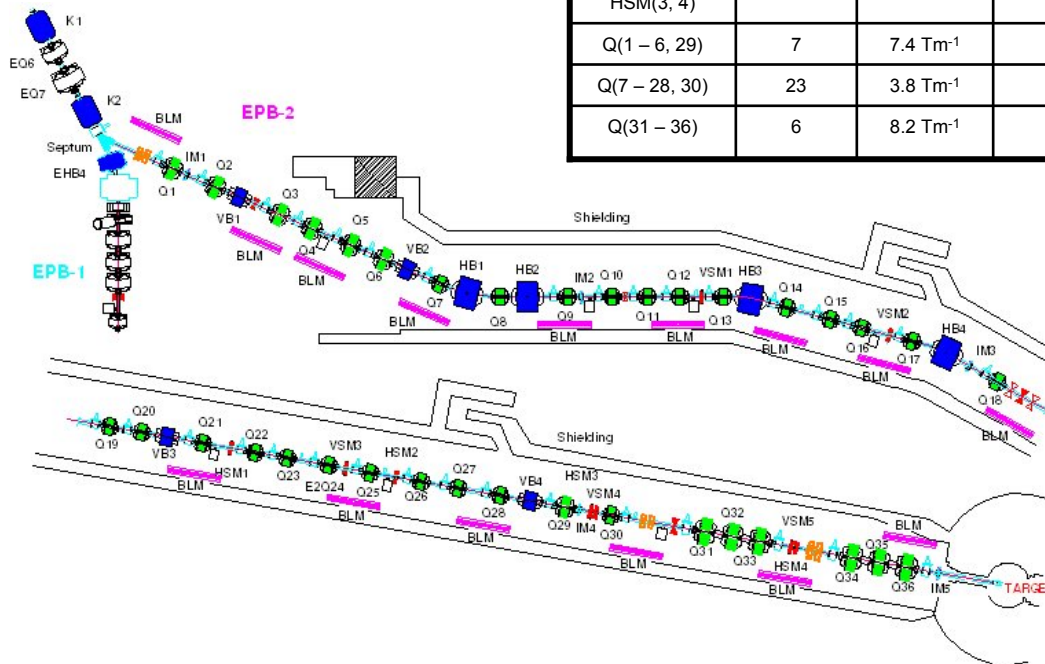 HSM(3, 4)
Q(1 – 6, 29) 7 7.4 Tm-1
Q(7 – 28, 30) 23 3.8 Tm-1
Q(31 – 36) 6 8.2 Tm-1
K1
EQ6
EQ7
K2
BLM
EPB-2
Septum
EHB4
IM1
Q2
Q1
Q3
VB1
Q5
Shielding
BLM
Q4
BLM
Q6
VB2
EPB-1
Q7
HB1
HB2
IM2
Q10
Q12
VSM1
HB3
Q14
Q15
VSM2
BLM
Q8
Q9
BLM
Q11
BLM
Q13
BLM
Q16
BLM
Q17
HB4
IM3
Q18
BLM
Q20
Q19
VB3
Q21
BLM
HSM1
Q22
Q23
VSM3
E2Q24
HSM2
Q25
BLM
Q26
Q27
Q28
BLM
VB4
HSM3
Shielding
Q29
VSM4
IM4
Q30
BLM
Q32
Q31
Q33
VSM5
HSM4
BLM
Q35
BLM
Q34
Q36
IM5
TARGE